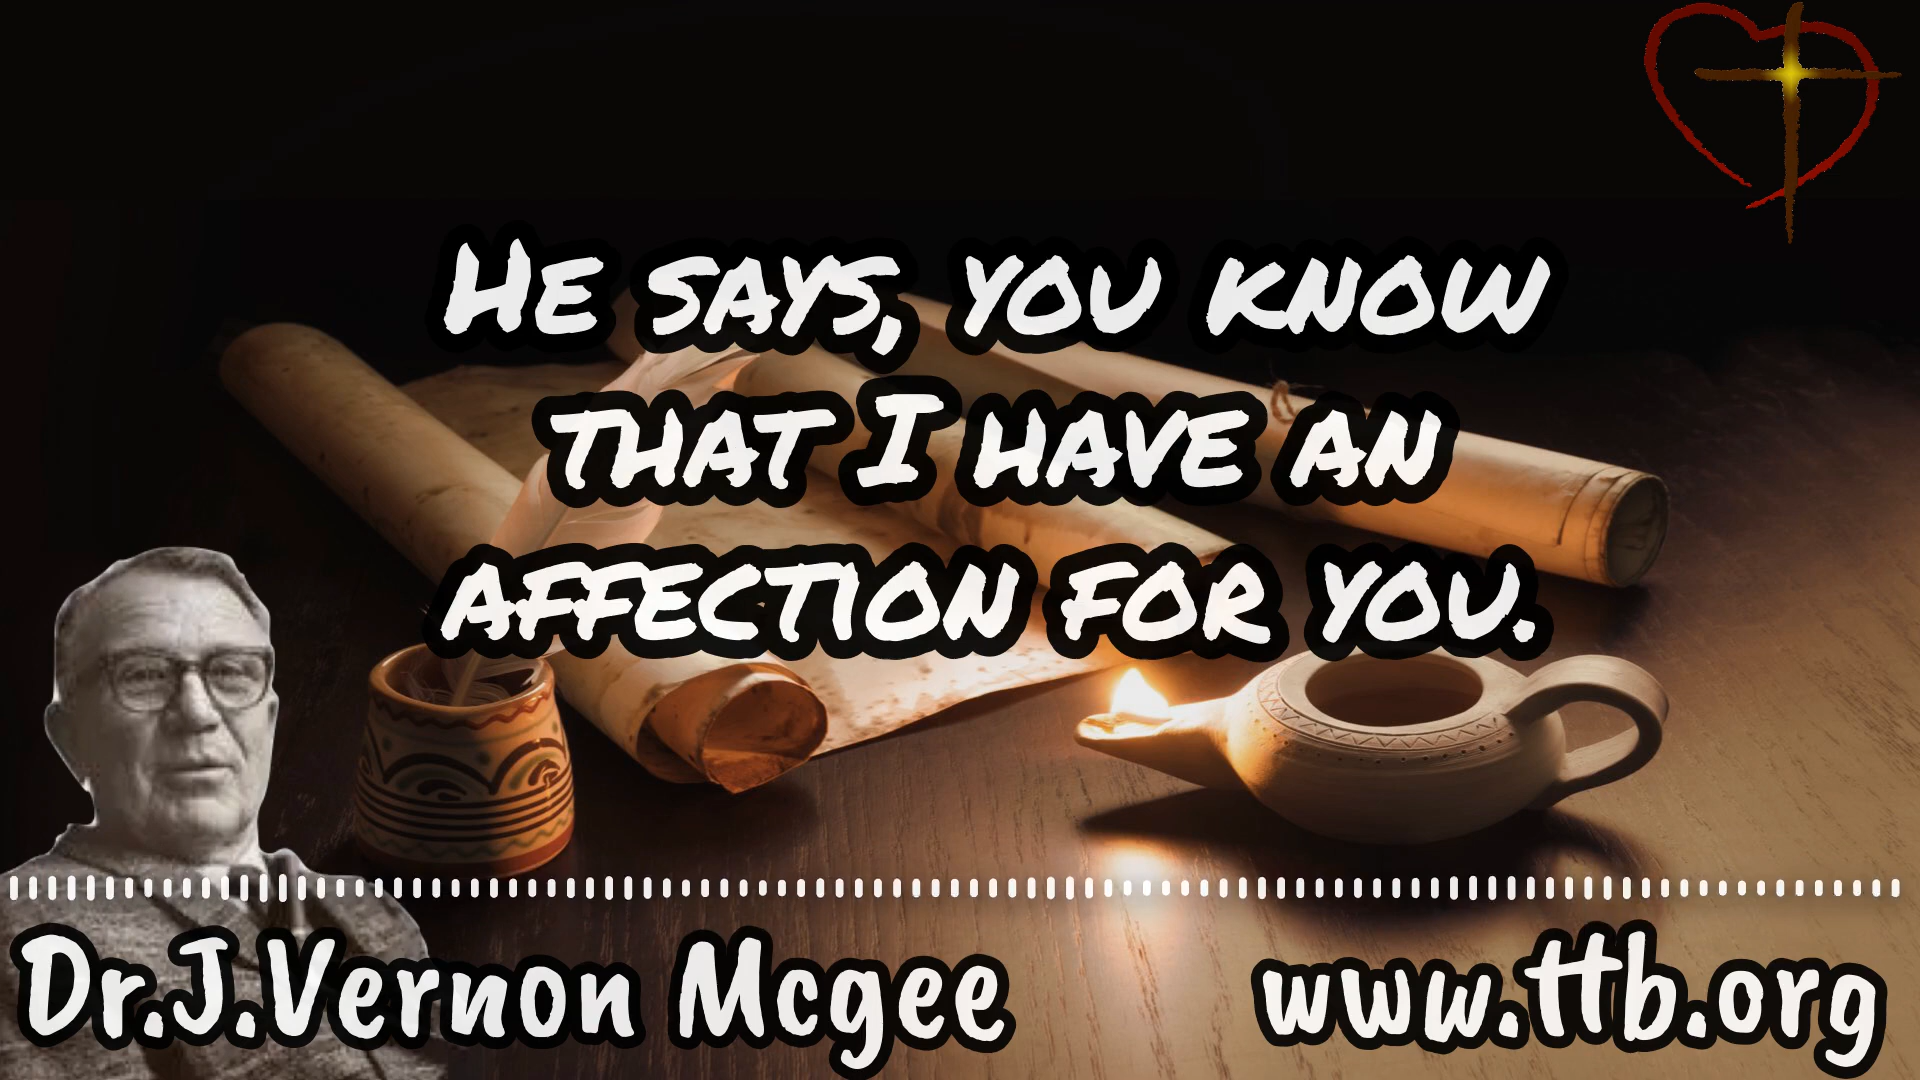 He says, you know
that I have an
affection for you.
Dr.J.Vernon Mcgee
www.ttb.org